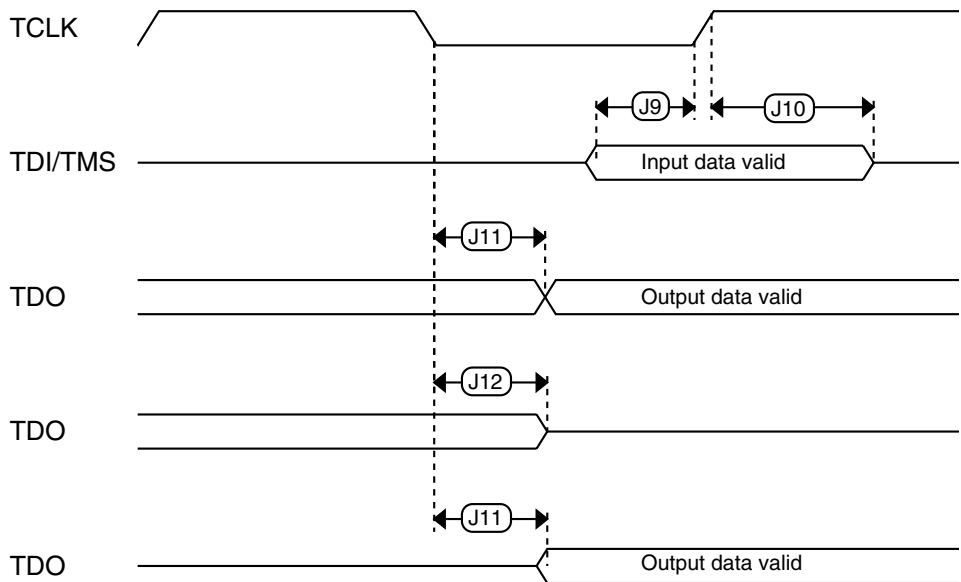 TCLK
J9
J10
TDI/TMS
Input data valid
J11
TDO
Output data valid
J12
TDO
J11
TDO
Output data valid